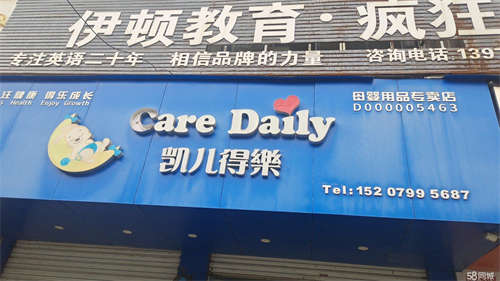 伊顿教育·疯狂
专注英语二十年 相信品牌的力量 咨询电话 139
注健康 俱乐成长
Health Enjoy Growth
Care Daily
凯儿得樂
母婴用品专卖店
D000005463
Tel:152 0799 5687
58同城